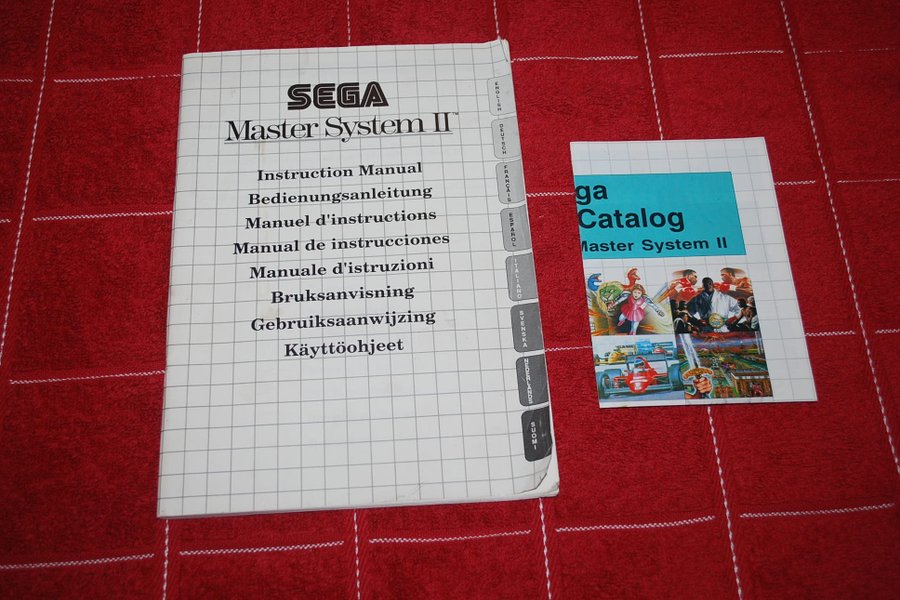 SEGA
Master System II™
Instruction Manual
Bedienungsanleitung
Manuel d'instructions
Manual de instrucciones
Manuale d'istruzioni
Bruksanvisning
Gebruiksaanwijzing
Käyttöohjeet
ENGLISH
DEUTSCH
FRANÇAIS
ESPAÑOL
ITALIANO
SVENSKA
NEDERLANDS
SUOMI
ga
Catalog
Master System II